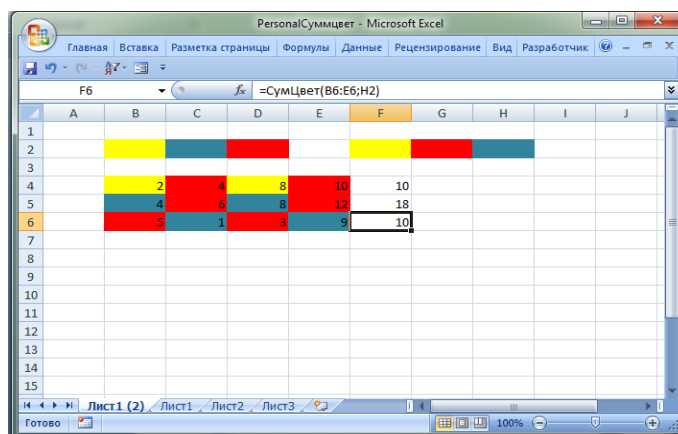 PersonalСуммцвет - Microsoft Excel
Главная Вставка Разметка страницы Формулы Данные Рецензирование Вид Разработчик
F6 fx =СумЦвет(B6:E6;H2)
A B C D E F G H I J
1
2
3
4 2 4 8 10 10
5 4 6 8 12 18
6 5 1 3 9 10
7
8
9
10
11
12
13
14
15
Лист1 (2) Лист1 Лист2 Лист3
Готово 100%